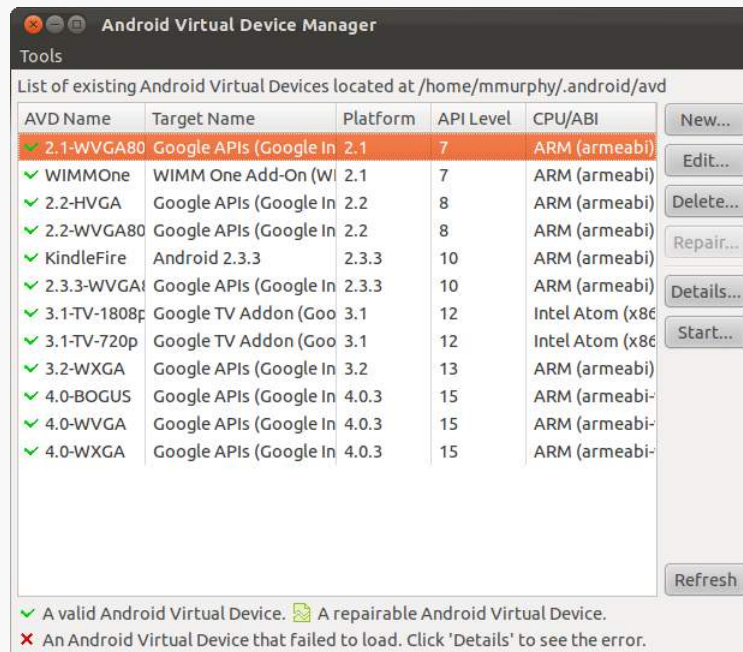 Android Virtual Device Manager
Tools
List of existing Android Virtual Devices located at /home/mmurphy/.android/avd
AVD Name Target Name Platform API Level CPU/ABI New...
2.1-WVGA80 Google APIs (Google In 2.1 7 ARM (armeabi)
Edit...
WIMMOne WIMM One Add-On (WI 2.1 7 ARM (armeabi)
2.2-HVGA Google APIs (Google In 2.2 8 ARM (armeabi) Delete...
2.2-WVGA80 Google APIs (Google In 2.2 8 ARM (armeabi)
Repair...
KindleFire Android 2.3.3 2.3.3 10 ARM (armeabi)
2.3.3-WVGA8 Google APIs (Google In 2.3.3 10 ARM (armeabi) Details...
3.1-TV-1808p Google TV Addon (Goo 3.1 12 Intel Atom (x86
3.1-TV-720p Google TV Addon (Goo 3.1 12 Intel Atom (x86 Start...
3.2-WXGA Google APIs (Google In 3.2 13 ARM (armeabi)
4.0-BOGUS Google APIs (Google In 4.0.3 15 ARM (armeabi-
4.0-WVGA Google APIs (Google In 4.0.3 15 ARM (armeabi-
4.0-WXGA Google APIs (Google In 4.0.3 15 ARM (armeabi-
Refresh
A valid Android Virtual Device. A repairable Android Virtual Device.
An Android Virtual Device that failed to load. Click 'Details' to see the error.